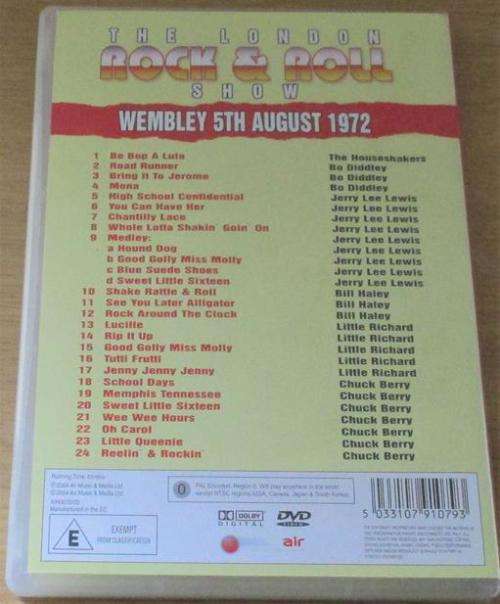 THE LONDON
ROCK & ROLL
SHOW
WEMBLEY 5TH AUGUST 1972
1 Be Bop A Lula The Houseshakers
2 Road Runner Bo Diddley
3 Bring It To Jerome Bo Diddley
4 Mona Bo Diddley
5 High School Confidential Jerry Lee Lewis
6 You Can Have Her Jerry Lee Lewis
7 Chantilly Lace Jerry Lee Lewis
8 Whole Lotta Shakin' Goin' On Jerry Lee Lewis
9 Medley: Jerry Lee Lewis
a Hound Dog Jerry Lee Lewis
b Good Golly Miss Molly Jerry Lee Lewis
c Blue Suede Shoes Jerry Lee Lewis
d Sweet Little Sixteen Jerry Lee Lewis
10 Shake Rattle & Roll Bill Haley
11 See You Later Alligator Bill Haley
12 Rock Around The Clock Bill Haley
13 Lucille Little Richard
14 Rip It Up Little Richard
15 Good Golly Miss Molly Little Richard
16 Tutti Frutti Little Richard
17 Jenny Jenny Jenny Little Richard
18 School Days Chuck Berry
19 Memphis Tennessee Chuck Berry
20 Sweet Little Sixteen Chuck Berry
21 Wee Wee Hours Chuck Berry
22 Oh Carol Chuck Berry
23 Little Queenie Chuck Berry
24 Reelin' & Rockin' Chuck Berry
Manufactured in the EC
E
EXEMPT
FROM CLASSIFICATION
0
DOLBY
DIGITAL
DVD
VIDEO
air
5 033107 910793